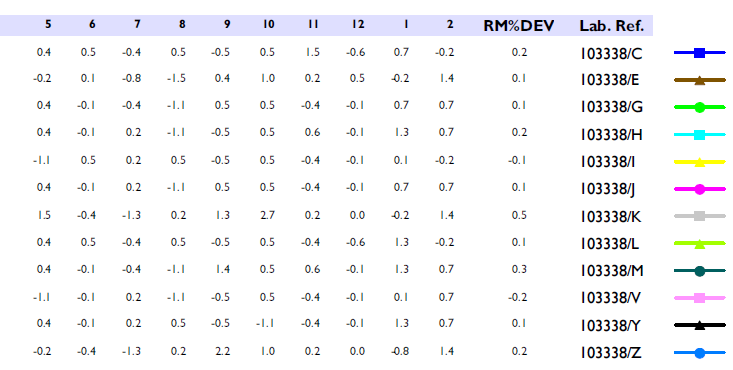 5 6 7 8 9 10 11 12 1 2 RM%DEV Lab. Ref.
0.4 0.5 -0.4 0.5 -0.5 0.5 1.5 -0.6 0.7 -0.2 0.2 103338/C
-0.2 0.1 -0.8 -1.5 0.4 1.0 0.2 0.5 -0.2 1.4 0.1 103338/E
0.4 -0.1 -0.4 -1.1 0.5 0.5 -0.4 -0.1 0.7 0.7 0.1 103338/G
0.4 -0.1 0.2 -1.1 -0.5 0.5 0.6 -0.1 1.3 0.7 0.2 103338/H
-1.1 0.5 0.2 0.5 -0.5 0.5 -0.4 -0.1 0.1 -0.2 -0.1 103338/I
0.4 -0.1 0.2 -1.1 0.5 0.5 -0.4 -0.1 0.7 0.7 0.1 103338/J
1.5 -0.4 -1.3 0.2 1.3 2.7 0.2 0.0 -0.2 1.4 0.5 103338/K
0.4 0.5 -0.4 0.5 -0.5 0.5 -0.4 -0.6 1.3 -0.2 0.1 103338/L
0.4 -0.1 -0.4 -1.1 1.4 0.5 0.6 -0.1 1.3 0.7 0.3 103338/M
-1.1 -0.1 0.2 -1.1 -0.5 0.5 -0.4 -0.1 0.1 0.7 -0.2 103338/V
0.4 -0.1 0.2 0.5 -0.5 -1.1 -0.4 -0.1 1.3 0.7 0.1 103338/Y
-0.2 -0.4 -1.3 0.2 2.2 1.0 0.2 0.0 -0.8 1.4 0.2 103338/Z